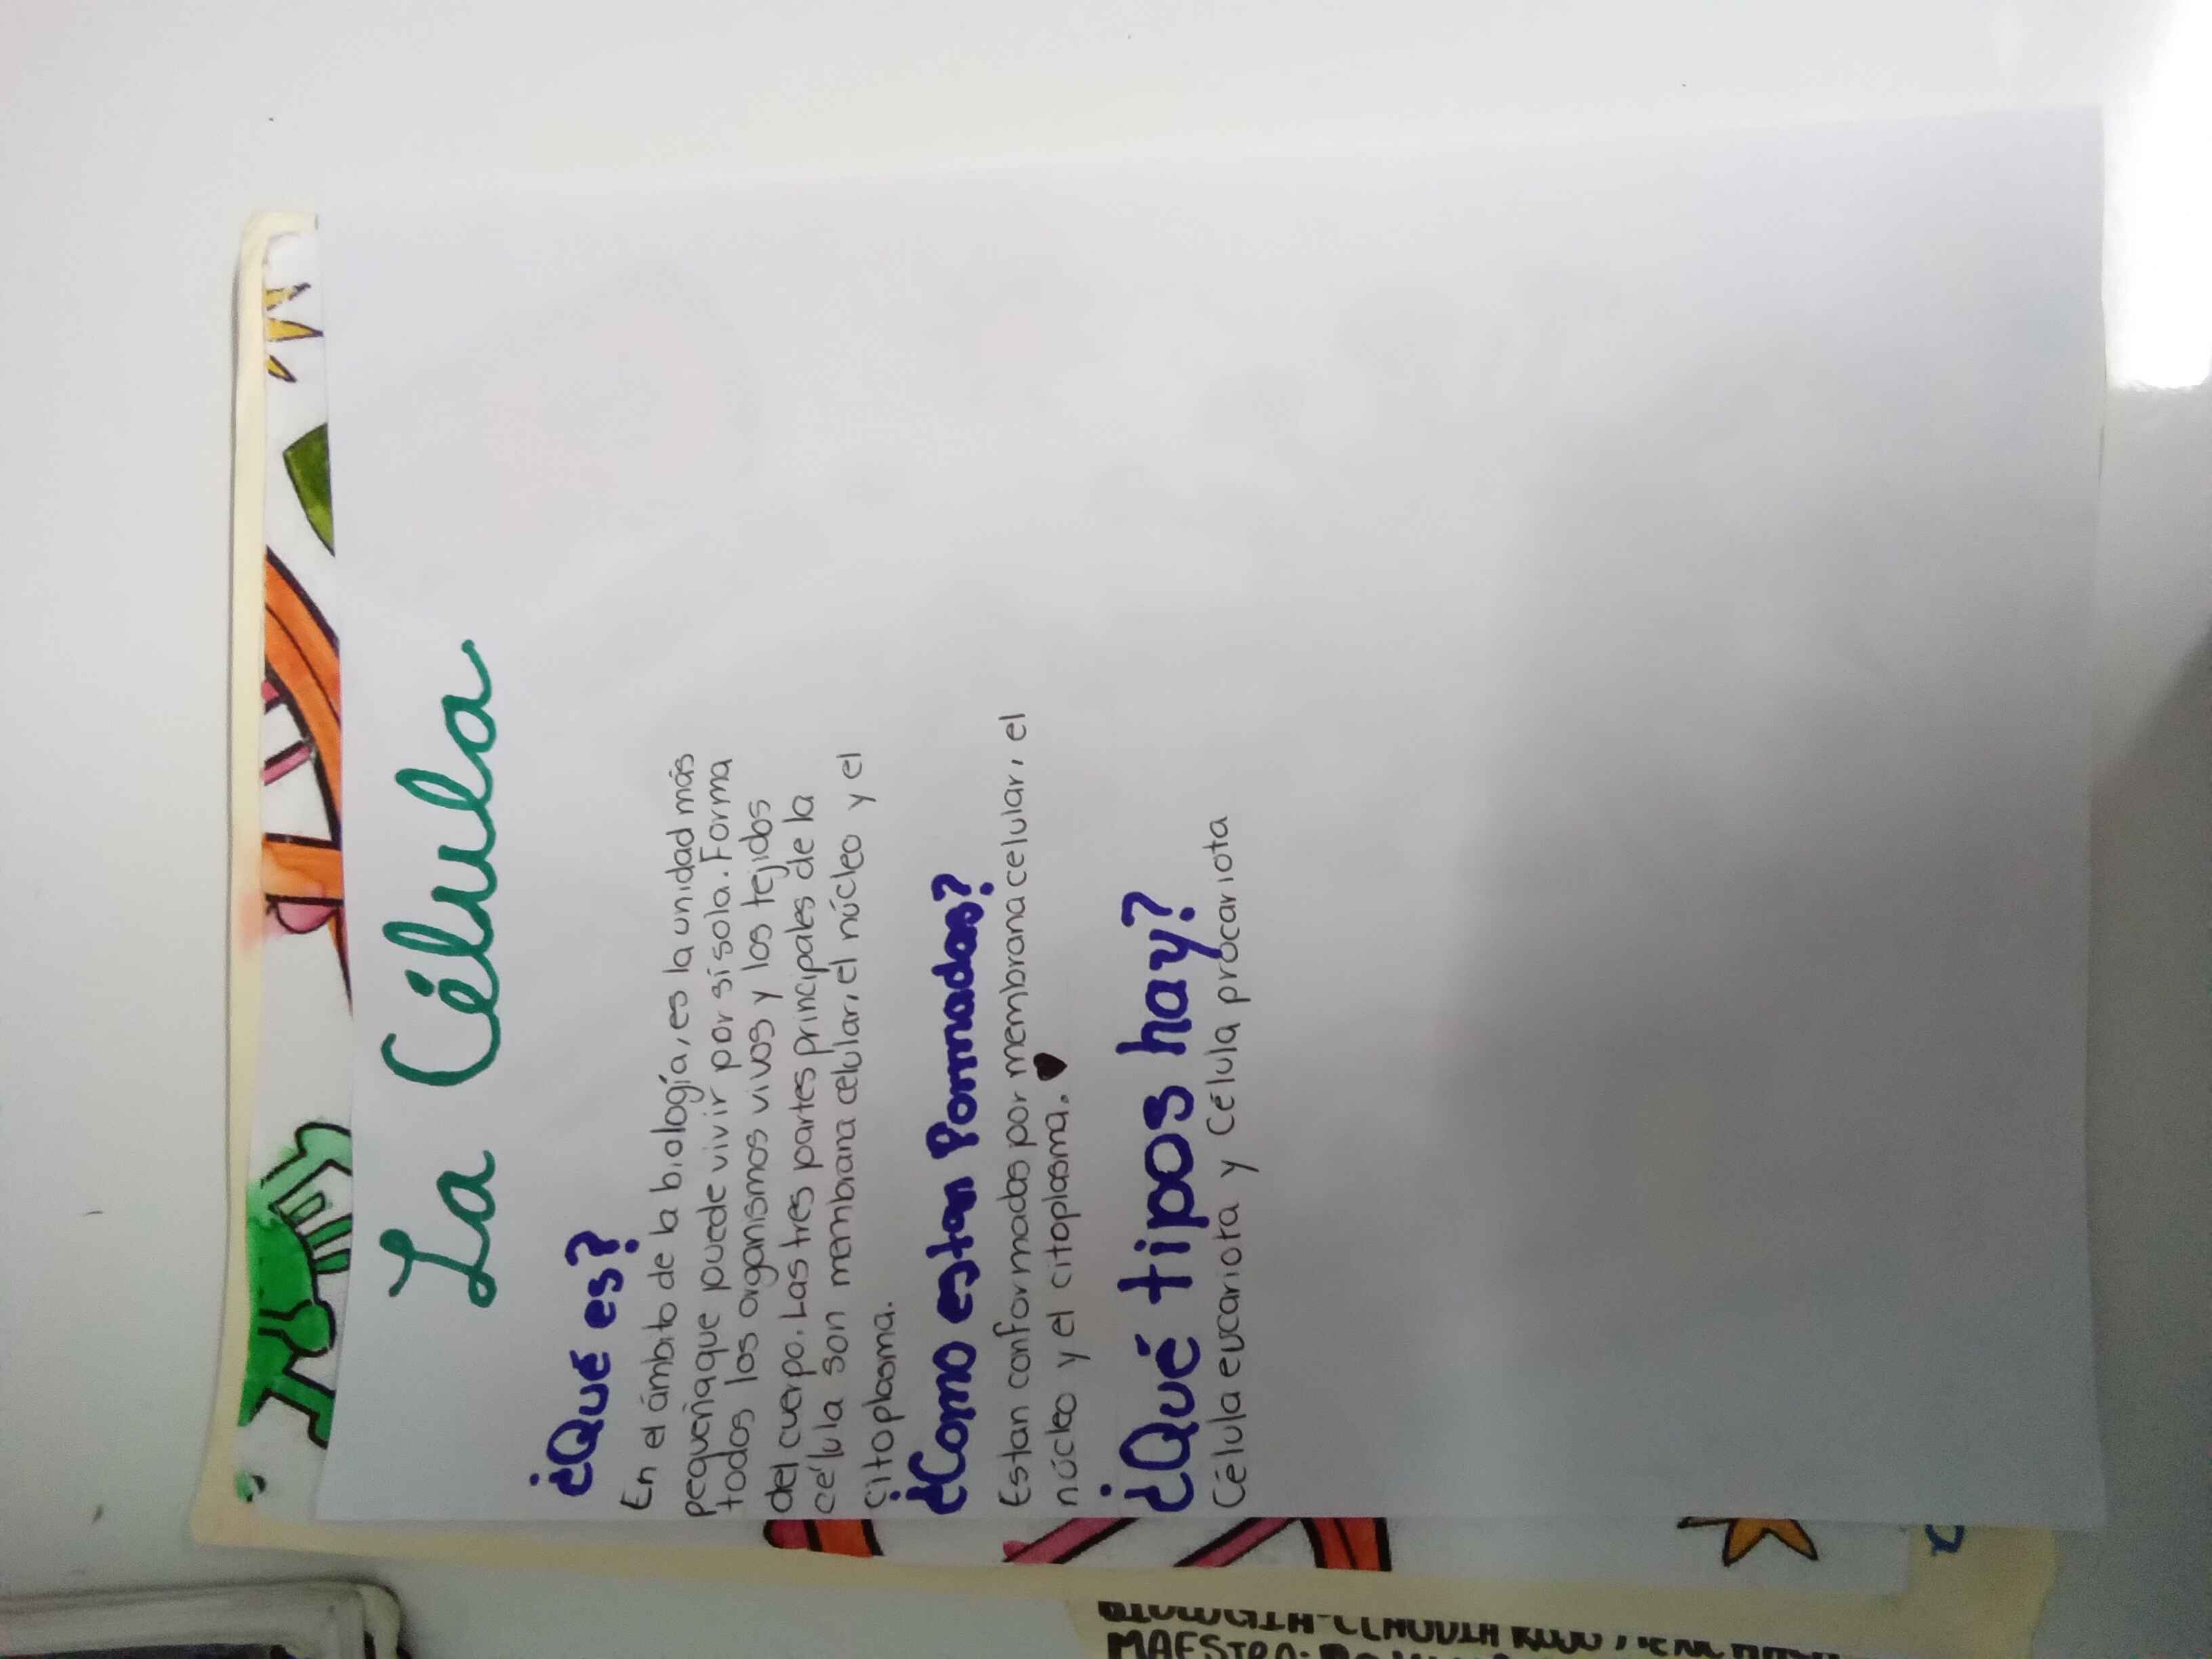 La Célula
¿Qué es?
En el ámbito de la biología, es la unidad más
pequeña que puede vivir por sí sola. Forma
todos los organismos vivos y los tejidos
del cuerpo. Las tres partes principales de la
célula son membrana celular, el núcleo y el
citoplasma.
¿Como estan formadas?
Estan conformadas por membrana celular, el
núcleo y el citoplasma.
¿Qué tipos hay?
Célula eucariota y Célula procariota
BIOLOGIA-CLAUDIA
MAESTRA: